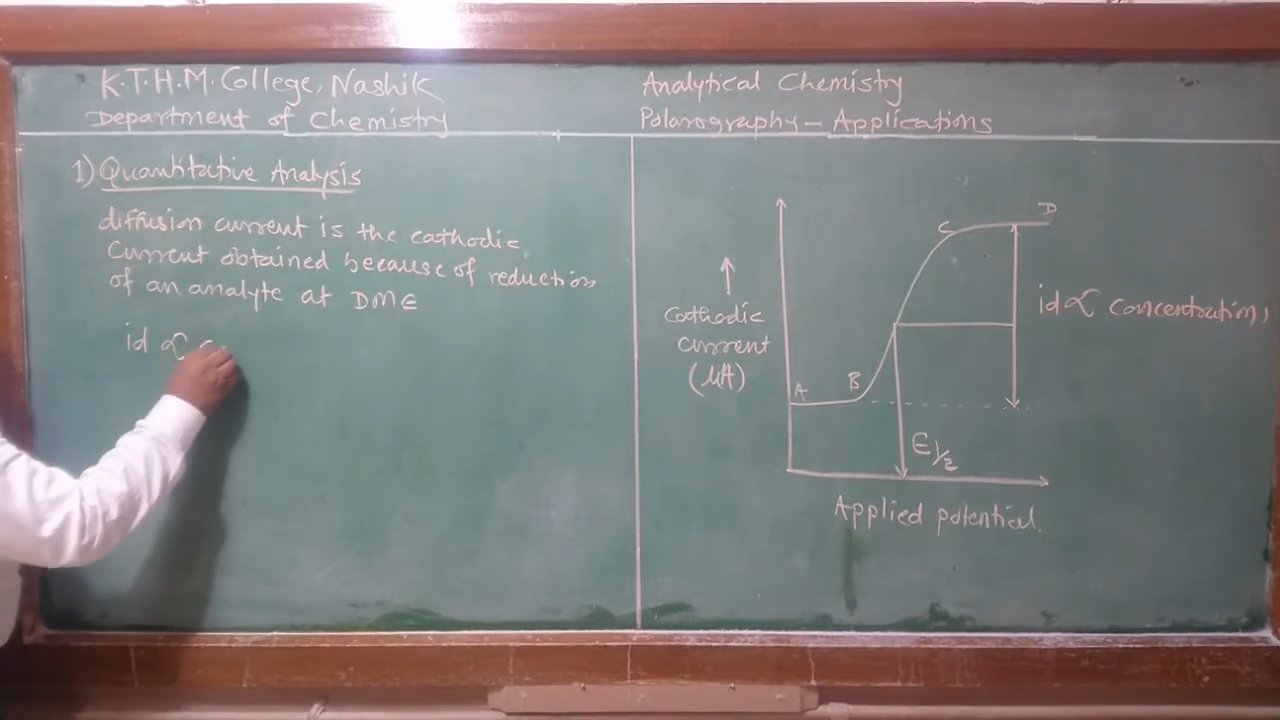 K.T.H.M. College, Nashik
Department of Chemistry
Analytical Chemistry
Polarography – Applications
1) Quantitative Analysis
diffusion current is the cathodic
current obtained because of reduction
of an analyte at DME
id ∝ c
D
C
id ∝ concentration,
↑
Cathodic
current
(μA)
A
B
E1/2
Applied potential.